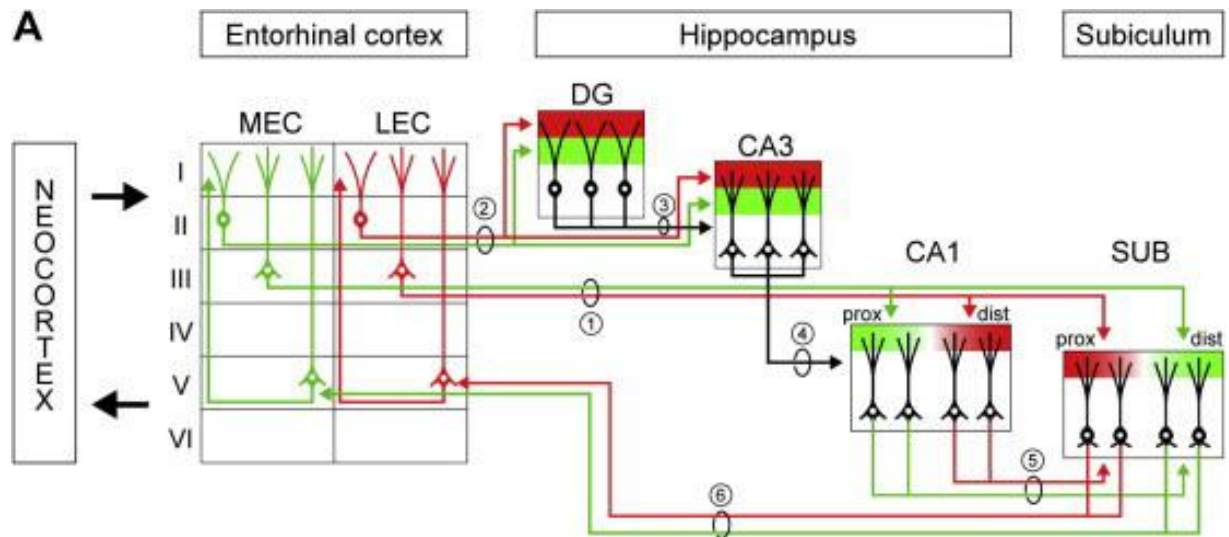 A
Entorhinal cortex
Hippocampus
Subiculum
DG
MEC
LEC
CA3
NEOCORTEX
I
II
III
IV
V
VI
②
③
CA1
SUB
①
④
prox
dist
prox
dist
⑤
⑥